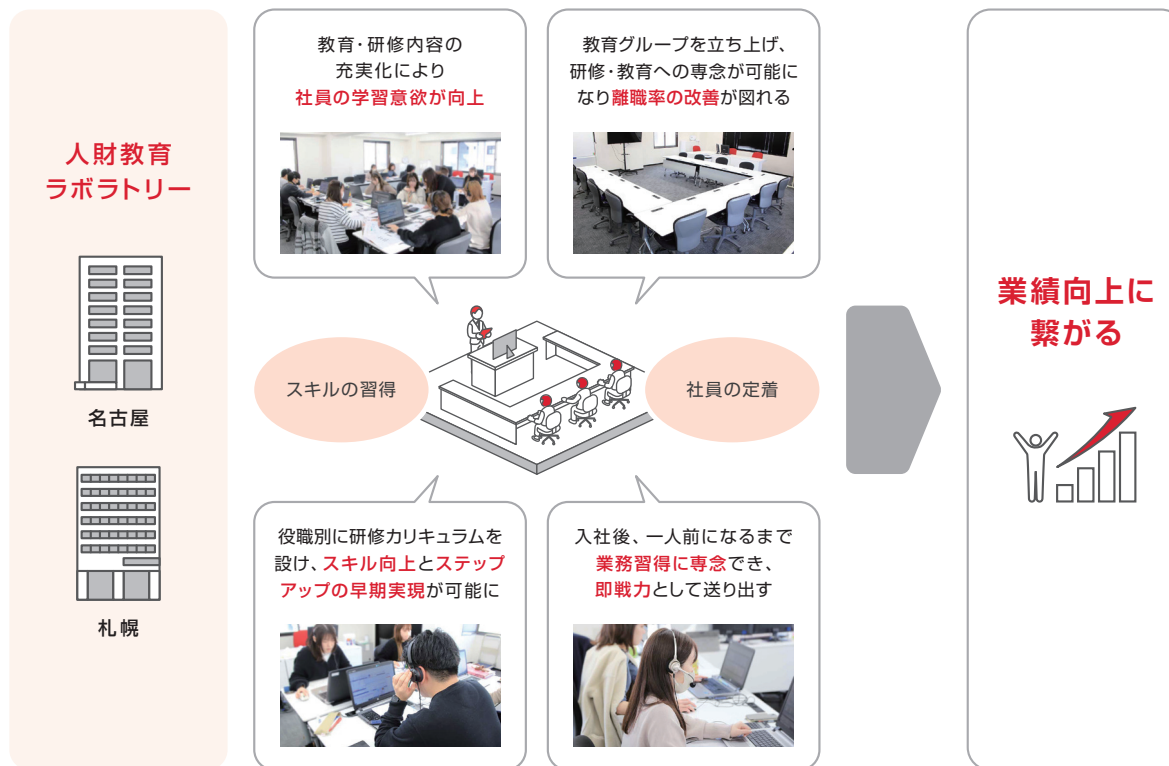 人財教育
ラボラトリー
名古屋
札幌
教育・研修内容の
充実化により
社員の学習意欲が向上
教育グループを立ち上げ、
研修・教育への専念が可能に
なり離職率の改善が図れる
スキルの習得
社員の定着
役職別に研修カリキュラムを
設け、スキル向上とステップ
アップの早期実現が可能に
入社後、一人前になるまで
業務習得に専念でき、
即戦力として送り出す
業績向上に
繋がる